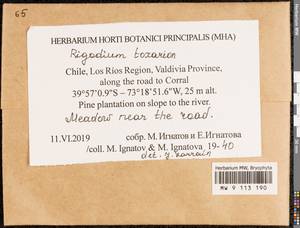 65
HERBARIUM HORTI BOTANICI PRINCIPALIS (MHA)
Rigodium toxarion
Chile, Los Ríos Region, Valdivia Province,
along the road to Corral
39°57'0.9"S – 73°18'51.6"W, 25 m alt.
Pine plantation on slope to the river.
Meadow near the road.
11.VI.2019 собр. М. Игнатов и Е.Игнатова
/coll. M. Ignatov & M. Ignatova 19-40
det. J. Larraín
Herbarium MW, Bryophyta
MW 9 113 190